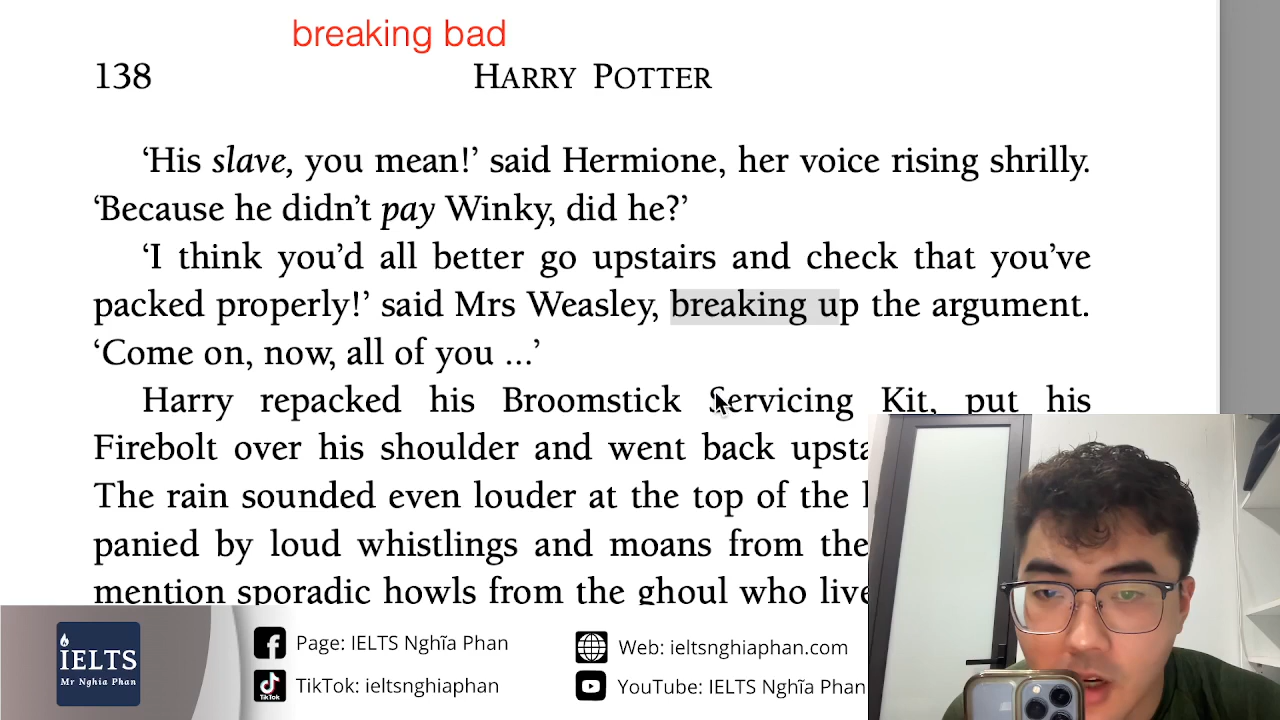 breaking bad
138 HARRY POTTER
‘His slave, you mean!’ said Hermione, her voice rising shrilly.
‘Because he didn’t pay Winky, did he?’
‘I think you’d all better go upstairs and check that you’ve
packed properly!’ said Mrs Weasley, breaking up the argument.
‘Come on, now, all of you ...’
Harry repacked his Broomstick Servicing Kit, put his
Firebolt over his shoulder and went back upsta
The rain sounded even louder at the top of the
panied by loud whistlings and moans from the
mention sporadic howls from the ghoul who live
IELTS
Mr Nghia Phan
Page: IELTS Nghĩa Phan
TikTok
TikTok: ieltsnghiaphan
Web: ieltsnghiaphan.com
YouTube: IELTS Nghĩa Phan